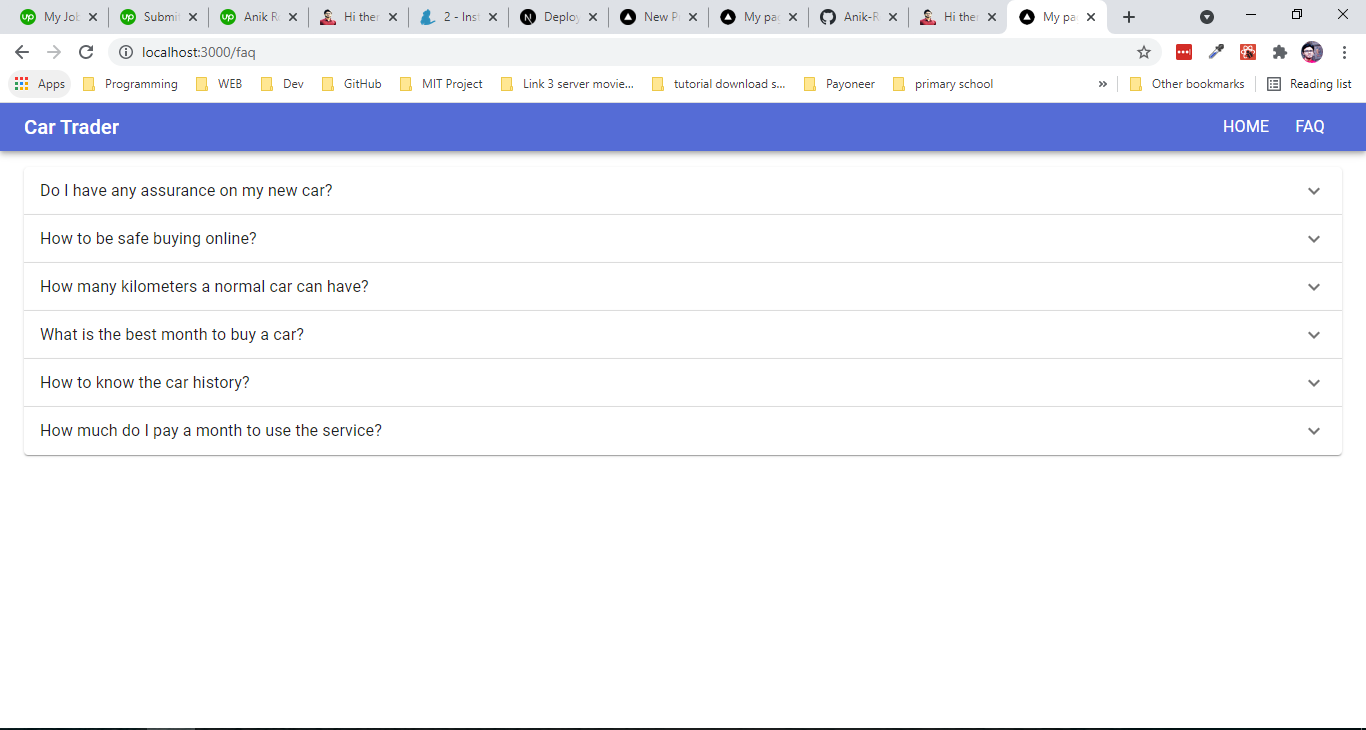 My Job
Submit
Anik R
Hi ther
2 - Inst
Deploy
New P
My pag
Anik-R
Hi ther
My pa
localhost:3000/faq
Apps
Programming
WEB
Dev
GitHub
MIT Project
Link 3 server movie...
tutorial download s...
Payoneer
primary school
»
Other bookmarks
Reading list
Car Trader
HOME
FAQ
Do I have any assurance on my new car?
How to be safe buying online?
How many kilometers a normal car can have?
What is the best month to buy a car?
How to know the car history?
How much do I pay a month to use the service?